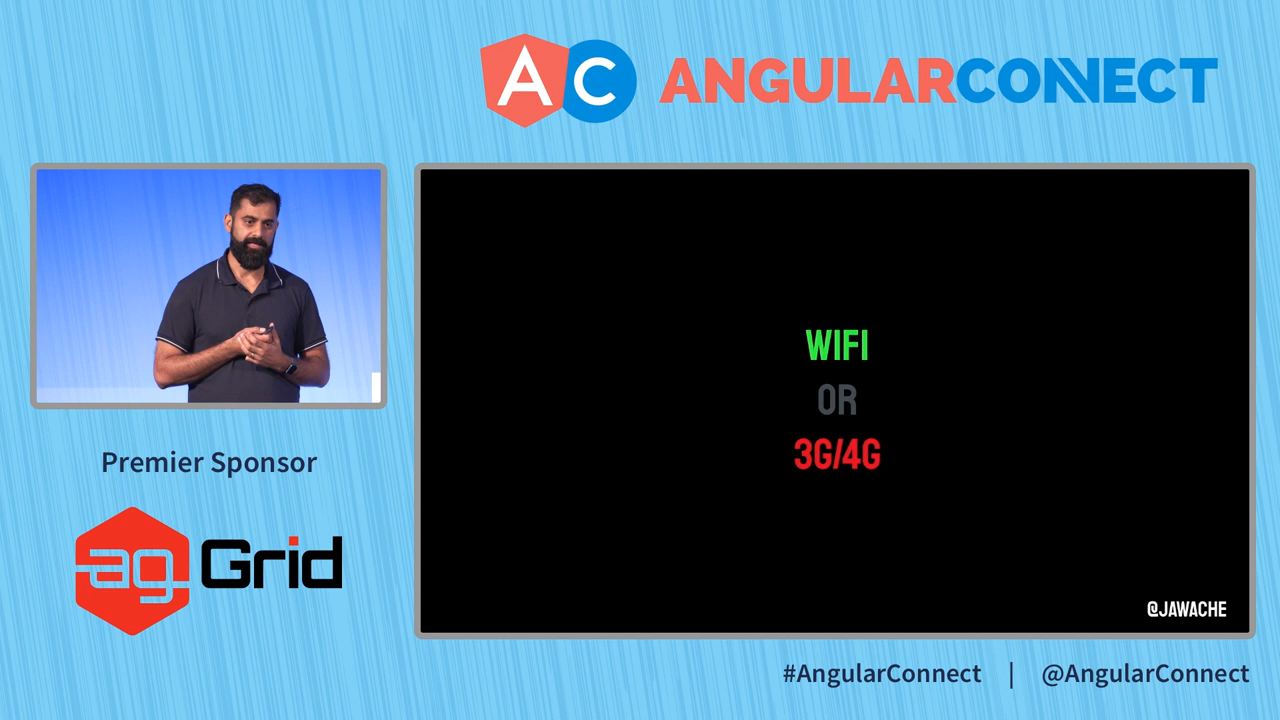 AC ANGULARCONNECT
WIFI
OR
3G/4G
@JAWACHE
Premier Sponsor
ag Grid
#AngularConnect | @AngularConnect